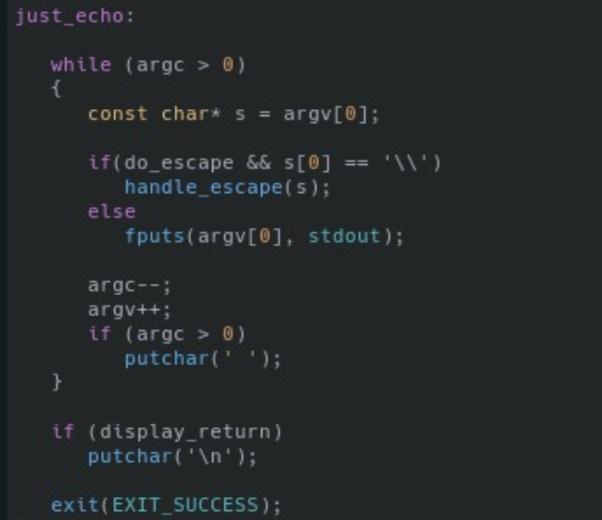 just_echo:
while (argc > 0)
{
const char* s = argv[0];
if(do_escape && s[0] == '\\')
handle_escape(s);
else
fputs(argv[0], stdout);
argc--;
argv++;
if (argc > 0)
putchar(' ');
}
if (display_return)
putchar('\n');
exit(EXIT_SUCCESS);